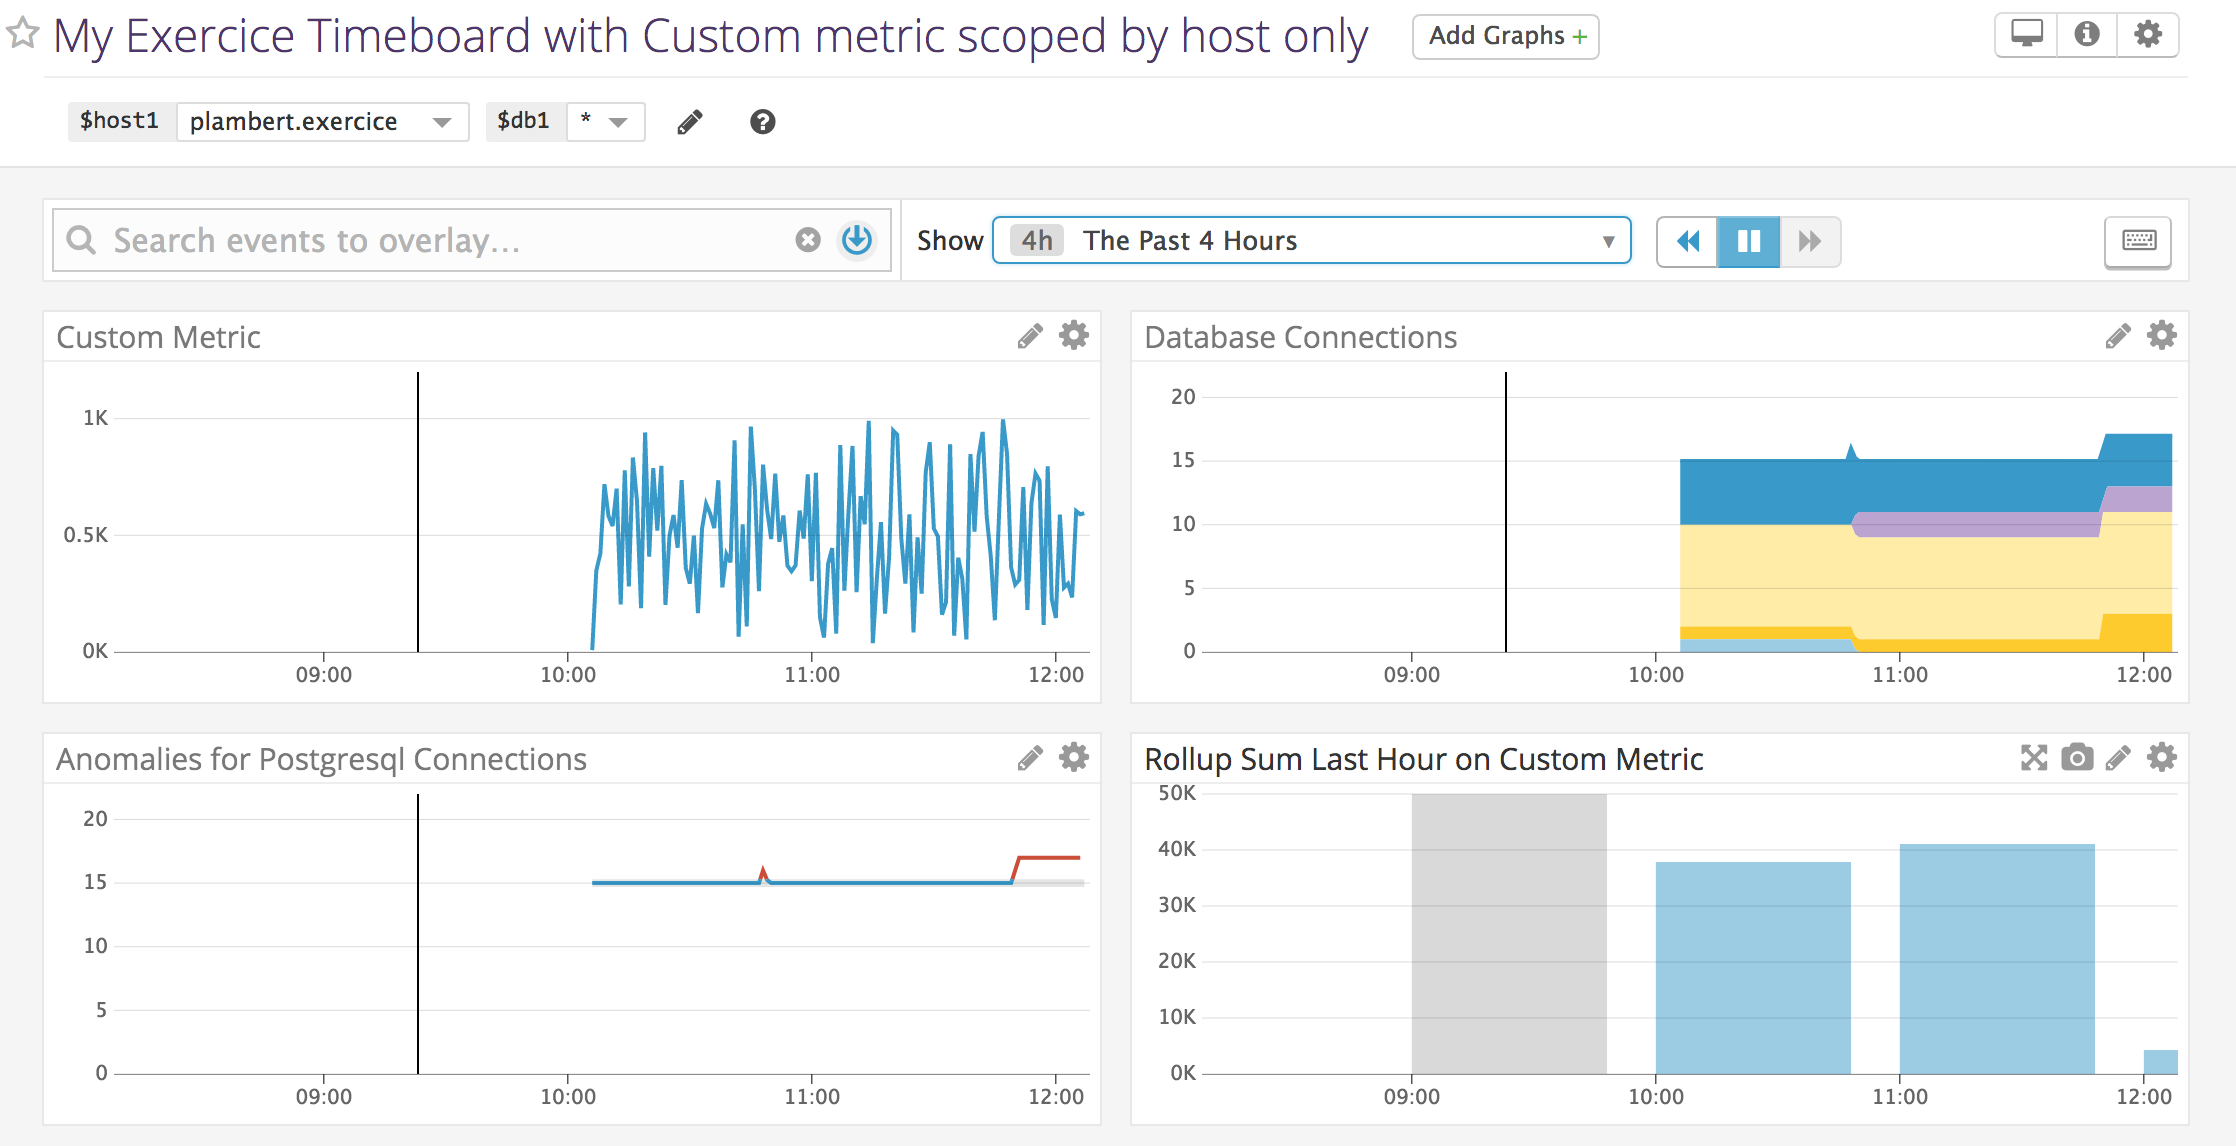 My Exercice Timeboard with Custom metric scoped by host only Add Graphs +
$host1 plambert.exercice $db1 *
Search events to overlay... Show 4h The Past 4 Hours
Custom Metric
1K
0.5K
0K
09:00 10:00 11:00 12:00
Database Connections
20
15
10
5
0
09:00 10:00 11:00 12:00
Anomalies for Postgresql Connections
20
15
10
5
0
09:00 10:00 11:00 12:00
Rollup Sum Last Hour on Custom Metric
50K
40K
30K
20K
10K
0K
09:00 10:00 11:00 12:00